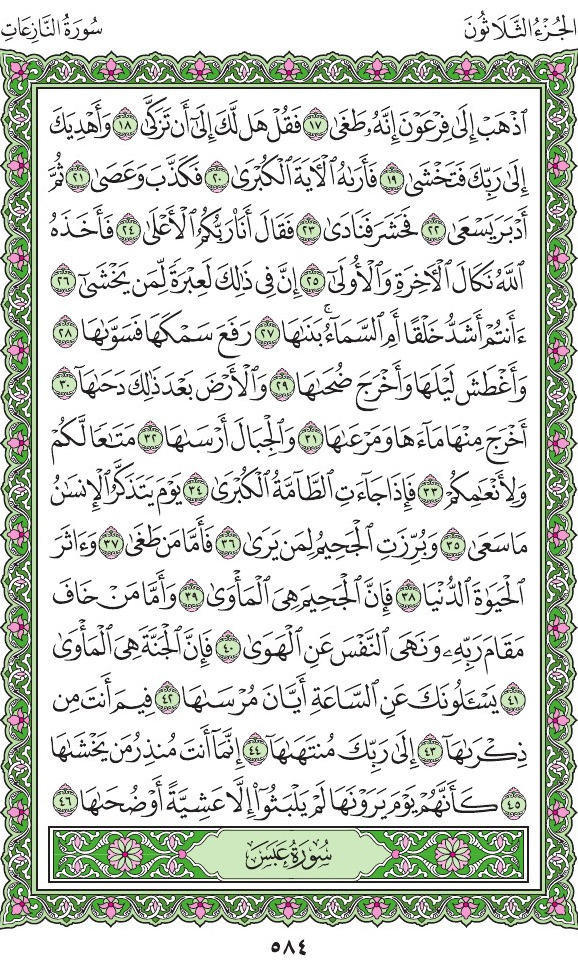 الجُزْءُ الثَّلَاثُونَ سُورَةُ النَّازِعَاتِ
ٱذْهَبْ إِلَىٰ فِرْعَوْنَ إِنَّهُۥ طَغَىٰ ١٧ فَقُلْ هَل لَّكَ إِلَىٰٓ أَن تَزَكَّىٰ ١٨ وَأَهْدِيَكَ
إِلَىٰ رَبِّكَ فَتَخْشَىٰ ١٩ فَأَرَىٰهُ ٱلْأٓيَةَ ٱلْكُبْرَىٰ ٢٠ فَكَذَّبَ وَعَصَىٰ ٢١ ثُمَّ
أَدْبَرَ يَسْعَىٰ ٢٢ فَحَشَرَ فَنَادَىٰ ٢٣ فَقَالَ أَنَا۠ رَبُّكُمُ ٱلْأَعْلَىٰ ٢٤ فَأَخَذَهُ
ٱللَّهُ نَكَالَ ٱلْأٓخِرَةِ وَٱلْأُولَىٰٓ ٢٥ إِنَّ فِى ذَٰلِكَ لَعِبْرَةً لِّمَن يَخْشَىٰٓ ٢٦
ءَأَنتُمْ أَشَدُّ خَلْقًا أَمِ ٱلسَّمَآءُۚ بَنَىٰهَا ٢٧ رَفَعَ سَمْكَهَا فَسَوَّىٰهَا ٢٨
وَأَغْطَشَ لَيْلَهَا وَأَخْرَجَ ضُحَىٰهَا ٢٩ وَٱلْأَرْضَ بَعْدَ ذَٰلِكَ دَحَىٰهَآ ٣٠
أَخْرَجَ مِنْهَا مَآءَهَا وَمَرْعَىٰهَا ٣١ وَٱلْجِبَالَ أَرْسَىٰهَا ٣٢ مَتَٰعًا لَّكُمْ
وَلِأَنْعَٰمِكُمْ ٣٣ فَإِذَا جَآءَتِ ٱلطَّآمَّةُ ٱلْكُبْرَىٰ ٣٤ يَوْمَ يَتَذَكَّرُ ٱلْإِنسَٰنُ
مَا سَعَىٰ ٣٥ وَبُرِّزَتِ ٱلْجَحِيمُ لِمَن يَرَىٰ ٣٦ فَأَمَّا مَن طَغَىٰ ٣٧ وَءَاثَرَ
ٱلْحَيَوٰةَ ٱلدُّنْيَا ٣٨ فَإِنَّ ٱلْجَحِيمَ هِىَ ٱلْمَأْوَىٰ ٣٩ وَأَمَّا مَنْ خَافَ
مَقَامَ رَبِّهِۦ وَنَهَى ٱلنَّفْسَ عَنِ ٱلْهَوَىٰ ٤٠ فَإِنَّ ٱلْجَنَّةَ هِىَ ٱلْمَأْوَىٰ
٤١ يَسْـَٔلُونَكَ عَنِ ٱلسَّاعَةِ أَيَّانَ مُرْسَىٰهَا ٤٢ فِيمَ أَنتَ مِن
ذِكْرَىٰهَآ ٤٣ إِلَىٰ رَبِّكَ مُنتَهَىٰهَآ ٤٤ إِنَّمَآ أَنتَ مُنذِرُ مَن يَخْشَىٰهَا
٤٥ كَأَنَّهُمْ يَوْمَ يَرَوْنَهَا لَمْ يَلْبَثُوٓا۟ إِلَّا عَشِيَّةً أَوْ ضُحَىٰهَا ٤٦
سُورَةُ عَبَسَ
٥٨٤